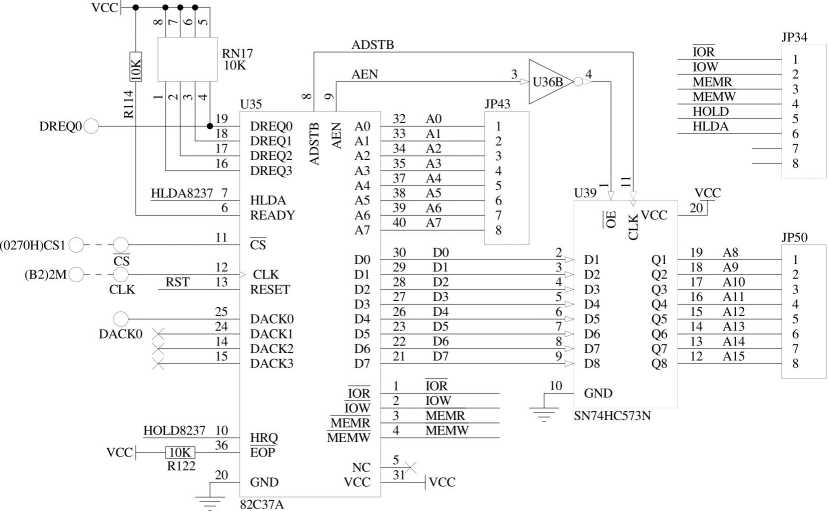 VCC
8
7
6
5
RN17
10K
10K
R114
1
2
3
4
ADSTB
AEN
3
U36B
4
JP34
IOR
1
IOW
2
MEMR
3
MEMW
4
HOLD
5
HLDA
6
7
8
U35
8
9
ADSTB
AEN
DREQ0
19
DREQ0
18
DREQ1
17
DREQ2
16
DREQ3
HLDA8237
7
HLDA
6
READY
(0270H)CS1
CS
11
CS
(B2)2M
CLK
12
CLK
RST
13
RESET
DACK0
25
DACK0
24
DACK1
14
DACK2
15
DACK3
HOLD8237
10
HRQ
VCC
10K
R122
36
EOP
20
GND
82C37A
JP43
A0
32
A0
1
A1
33
A1
2
A2
34
A2
3
A3
35
A3
4
A4
37
A4
5
A5
38
A5
6
A6
39
A6
7
A7
40
A7
8
D0
30
D0
2
D1
D1
29
D1
3
D2
D2
28
D2
4
D3
D3
27
D3
5
D4
D4
26
D4
6
D5
D5
23
D5
7
D6
D6
22
D6
8
D7
D7
21
D7
9
D8
IOR
1
IOR
IOW
2
IOW
MEMR
3
MEMR
MEMW
4
MEMW
NC
5
VCC
31
VCC
U39
1
11
OE
CLK
VCC
20
VCC
JP50
Q1
19
A8
1
Q2
18
A9
2
Q3
17
A10
3
Q4
16
A11
4
Q5
15
A12
5
Q6
14
A13
6
Q7
13
A14
7
Q8
12
A15
8
10
GND
SN74HC573N